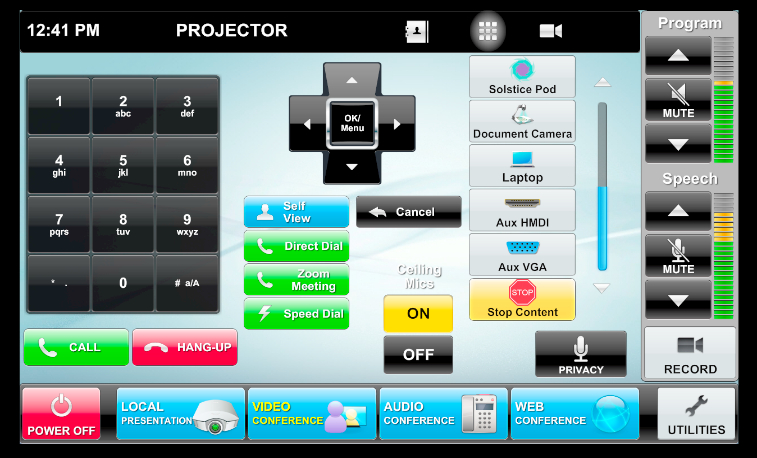 12:41 PM
PROJECTOR
Program
MUTE
Speech
MUTE
RECORD
1
2
abc
3
def
4
ghi
5
jkl
6
mno
7
pqrs
8
tuv
9
wxyz
* .
0
# a/A
CALL
HANG-UP
OK/
Menu
Self
View
Cancel
Direct Dial
Zoom
Meeting
Speed Dial
Ceiling
Mics
ON
OFF
Solstice Pod
Document Camera
Laptop
Aux HMDI
Aux VGA
STOP
Stop Content
PRIVACY
POWER OFF
LOCAL
PRESENTATION
VIDEO
CONFERENCE
AUDIO
CONFERENCE
WEB
CONFERENCE
UTILITIES